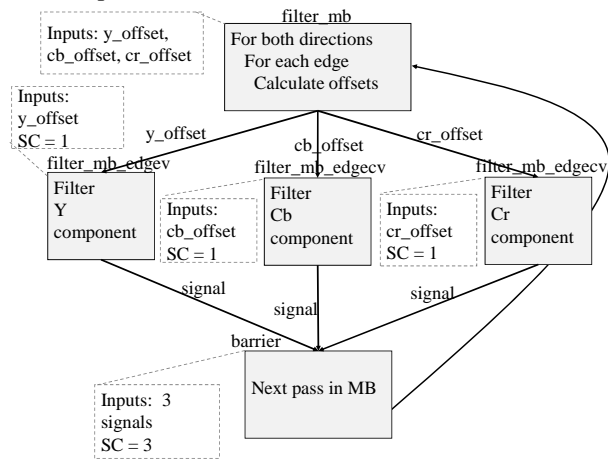 filter_mb
Inputs: y_offset,
cb_offset, cr_offset
For both directions
For each edge
Calculate offsets
Inputs:
y_offset
SC = 1
y_offset
cb_offset
cr_offset
filter_mb_edgev
filter_mb_edgecv
filter_mb_edgecv
Filter
Y
component
Inputs:
cb_offset
SC = 1
Filter
Cb
component
Inputs:
cr_offset
SC = 1
Filter
Cr
component
signal
signal
signal
barrier
Next pass in MB
Inputs: 3
signals
SC = 3